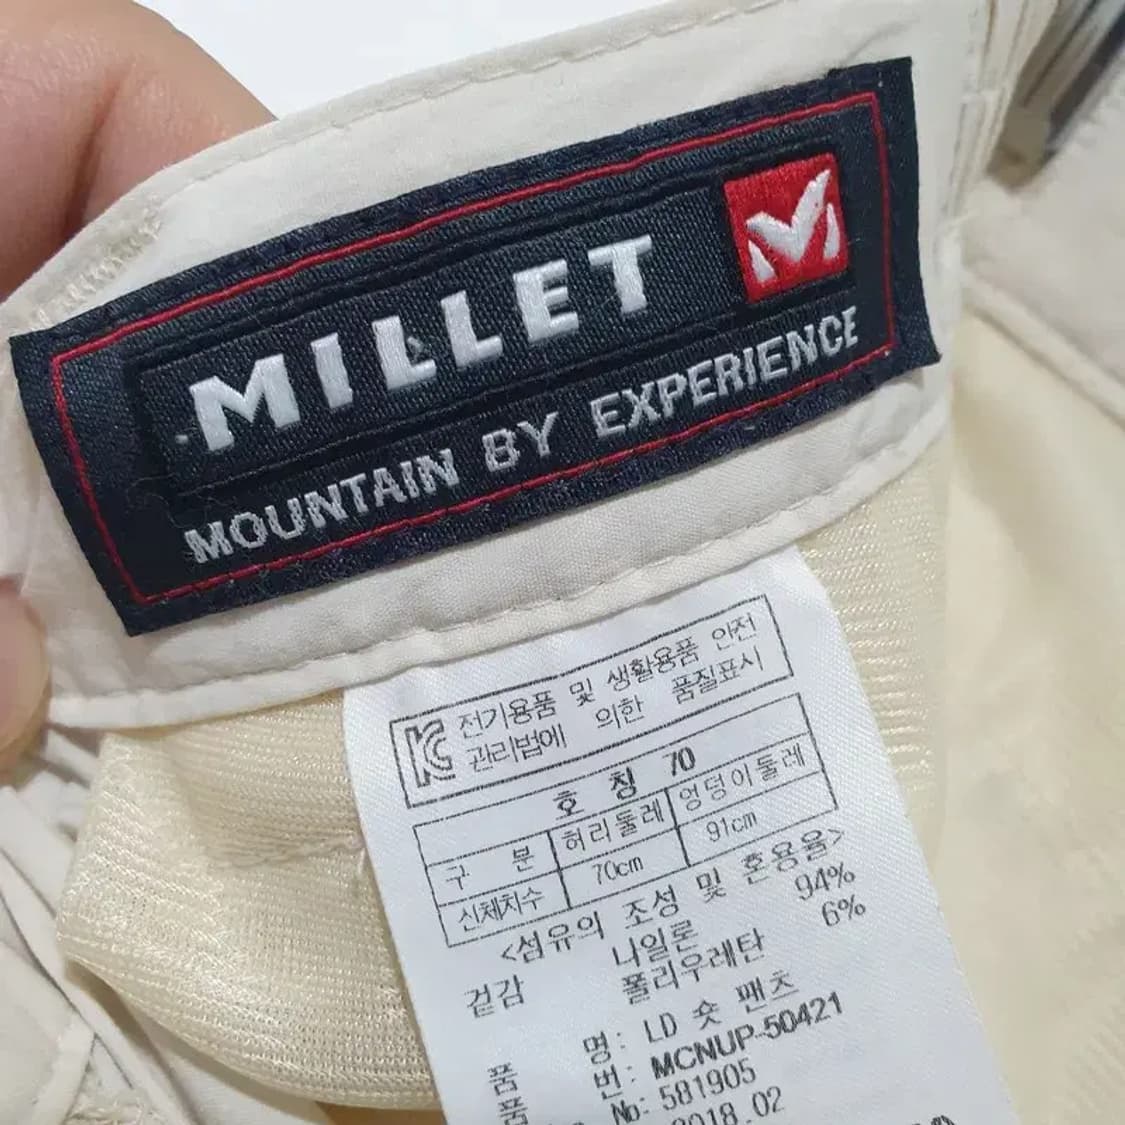 MILLET
MOUNTAIN BY EXPERIENCE
전기용품 및 생활용품 안전
관리법에 의한 품질표시
호 칭 70
구 분 허리둘레 엉덩이둘레
신체치수 70cm 91cm
<섬유의 조성 및 혼용율>
겉감 나일론 94%
폴리우레탄 6%
품 명: LD 숏 팬츠
품 번: MCNUP-50421
No: 581905
2018.02